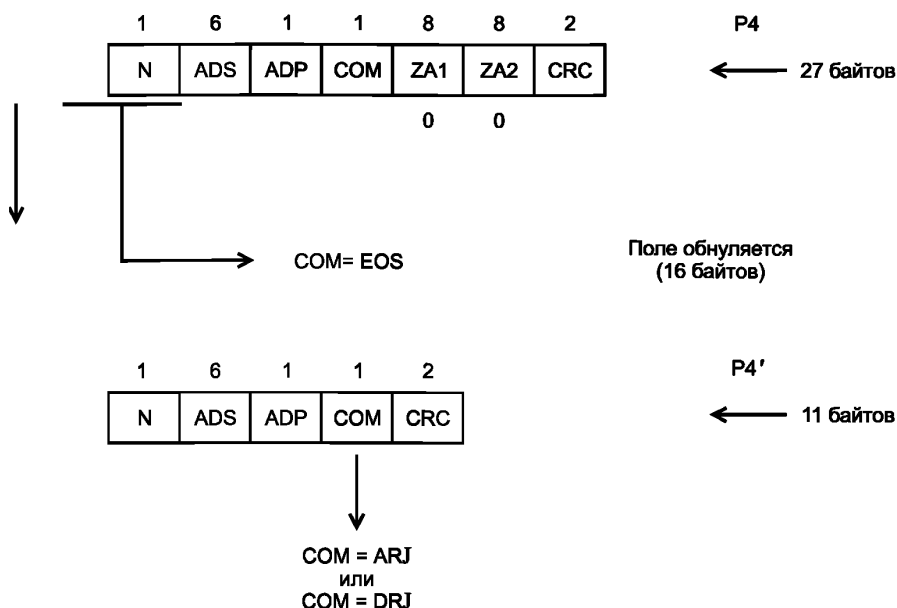 1 6 1 1 8 8 2 P4
N ADS ADP COM ZA1 ZA2 CRC 27 байтов
0 0
COM= EOS
Поле обнуляется
(16 байтов)
1 6 1 1 2 P4′
N ADS ADP COM CRC 11 байтов
COM = ARJ
или
COM = DRJ